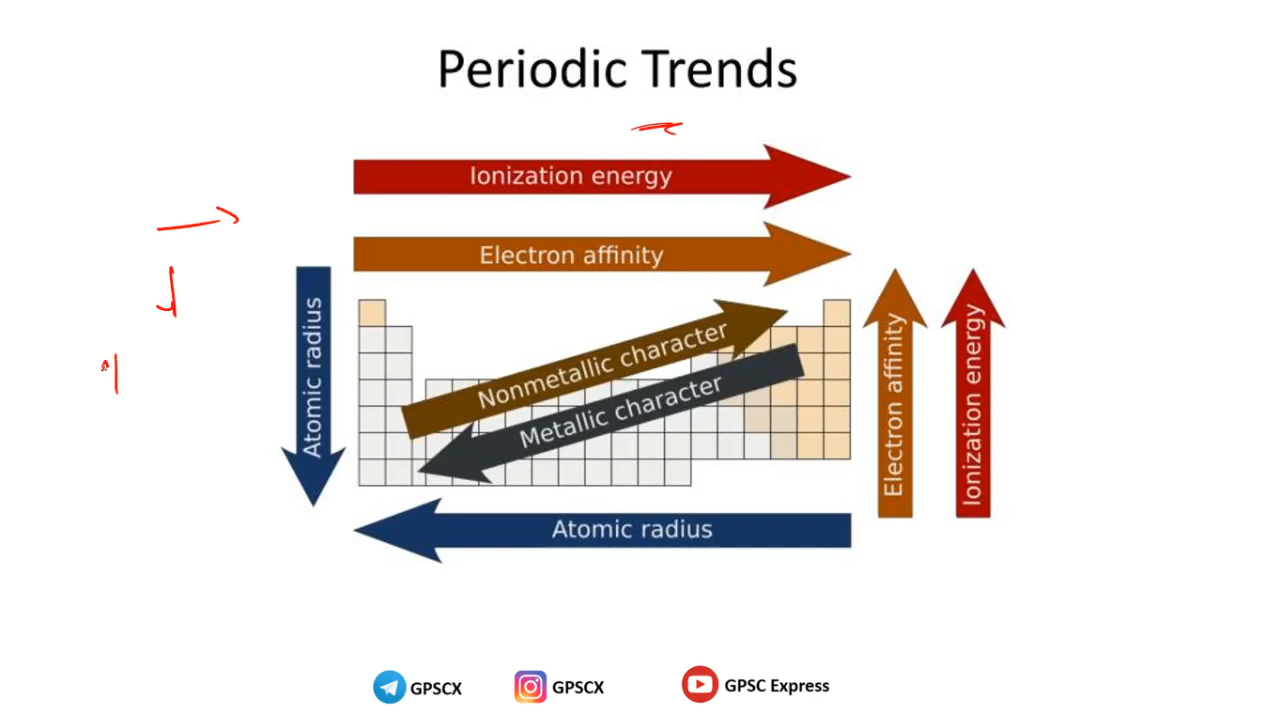 Periodic Trends
Ionization energy
Electron affinity
Atomic radius
Nonmetallic character
Metallic character
Electron affinity
Ionization energy
Atomic radius
GPSCX
GPSCX
GPSC Express